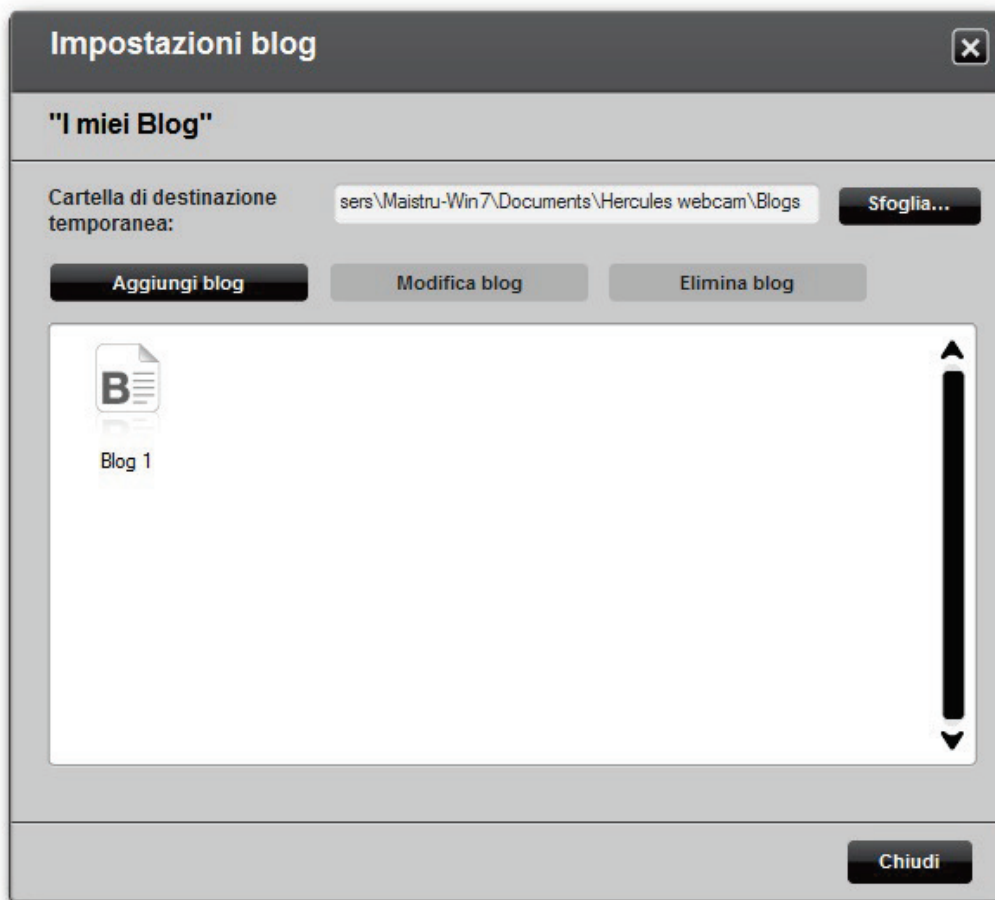 Impostazioni blog
"I miei Blog"
Cartella di destinazione
temporanea:
sers\Maistru-Win7\Documents\Hercules webcam\Blogs
Sfoglia...
Aggiungi blog
Modifica blog
Elimina blog
B
Blog 1
Chiudi